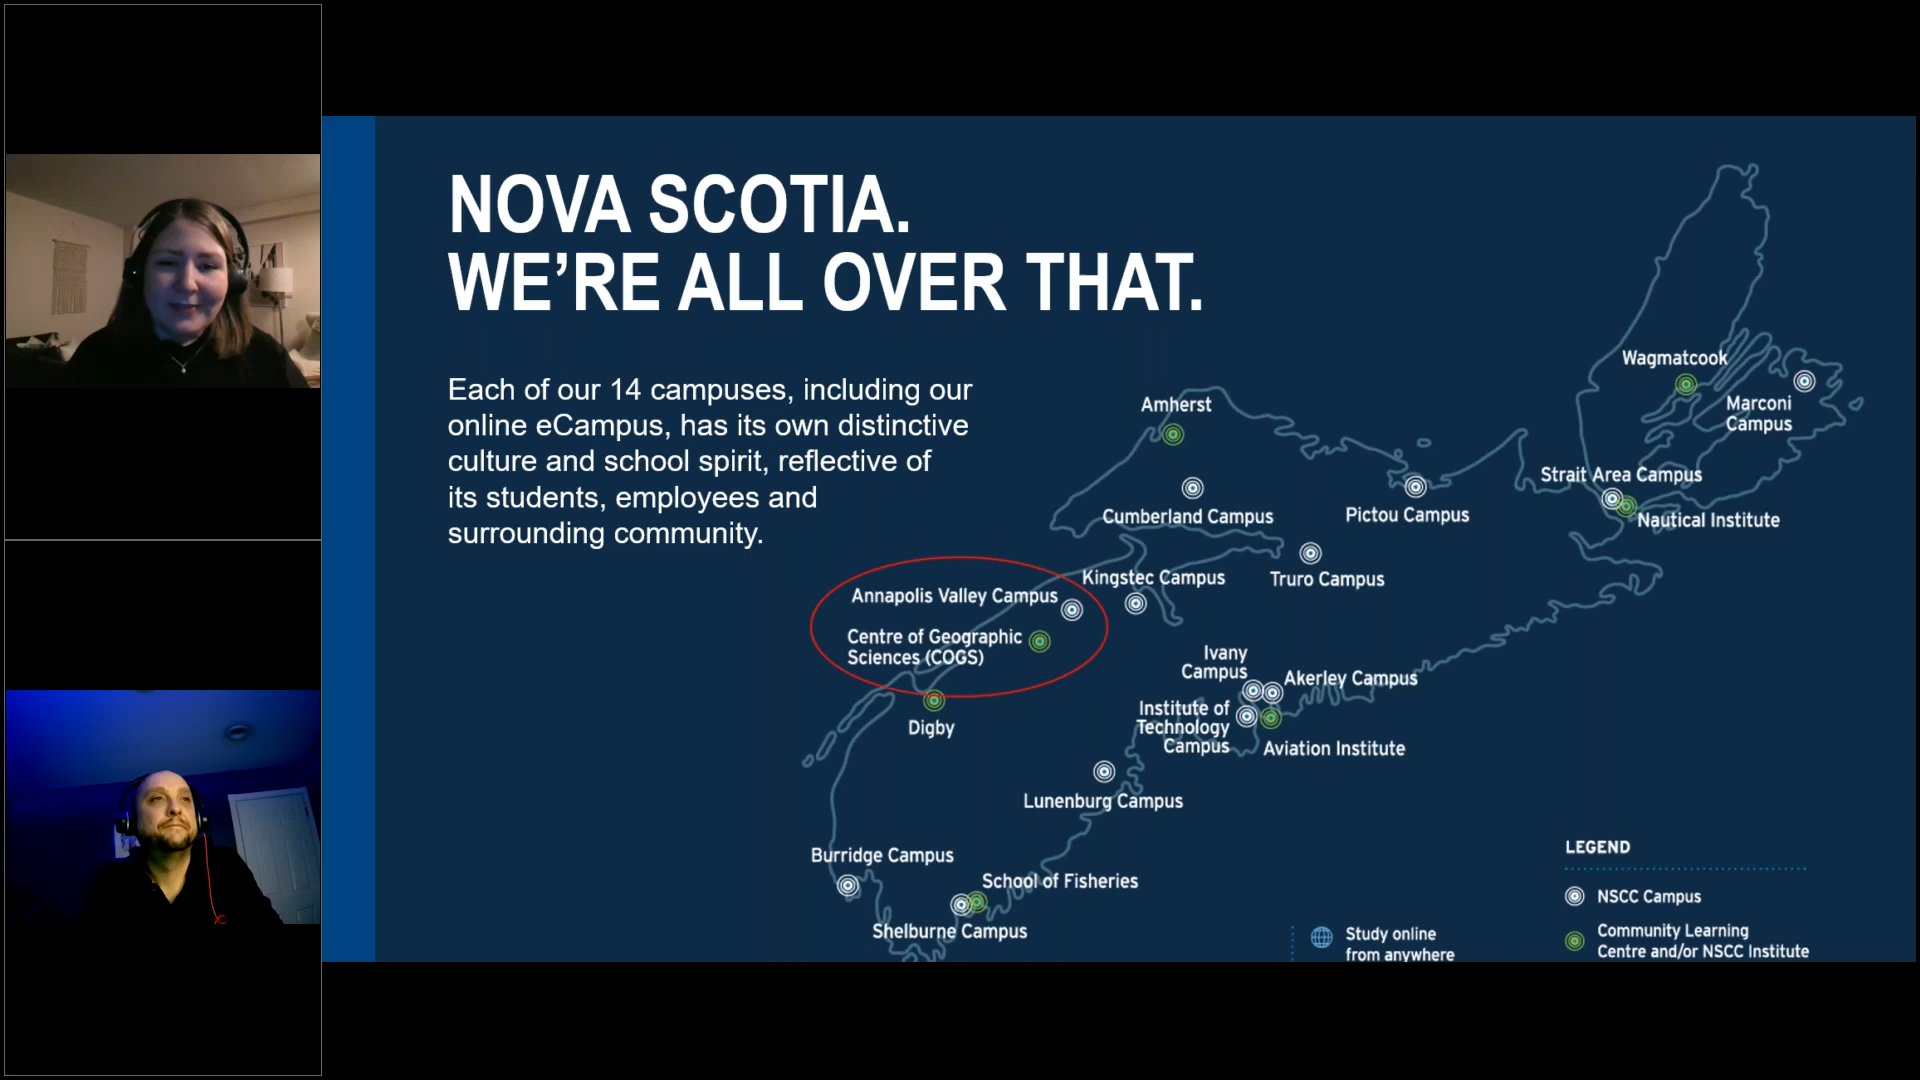 NOVA SCOTIA.
WE'RE ALL OVER THAT.
Each of our 14 campuses, including our
online eCampus, has its own distinctive
culture and school spirit, reflective of
its students, employees and
surrounding community.
Wagmatcook
Marconi
Campus
Amherst
Strait Area Campus
Nautical Institute
Cumberland Campus
Pictou Campus
Kingstec Campus
Truro Campus
Annapolis Valley Campus
Centre of Geographic
Sciences (COGS)
Ivany
Campus
Akerley Campus
Digby
Institute of
Technology
Campus
Aviation Institute
Lunenburg Campus
Burridge Campus
School of Fisheries
Shelburne Campus
LEGEND
NSCC Campus
Community Learning
Centre and/or NSCC Institute
Study online
from anywhere